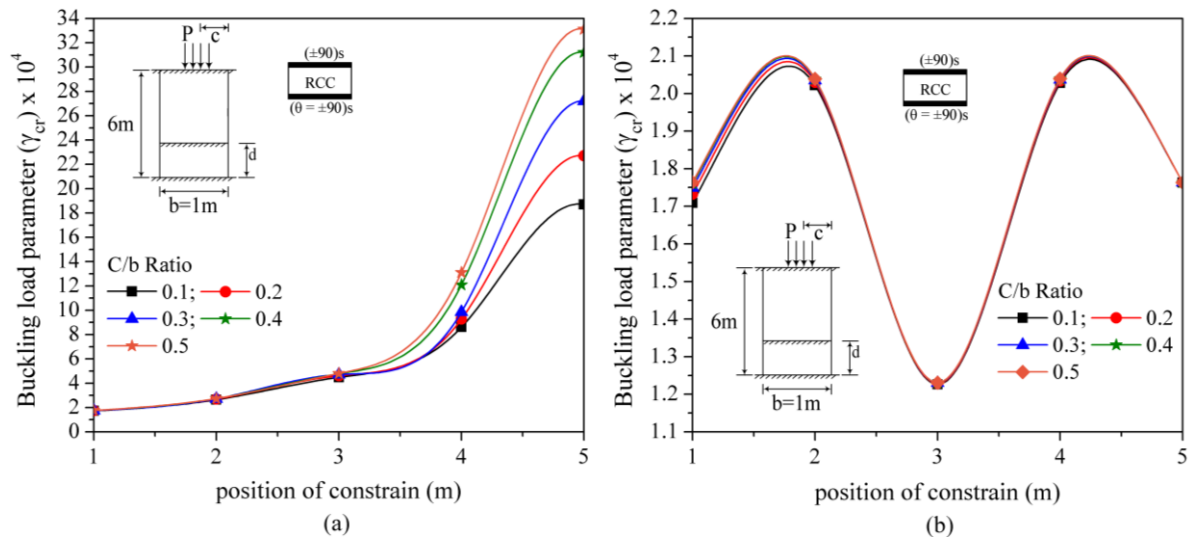 (a)
Buckling load parameter (γcr) x 10⁴
34
32
30
28
26
24
22
20
18
16
14
12
10
8
6
4
2
0
P c
6m
d
b=1m
(±90)s
RCC
(θ = ±90)s
C/b Ratio
0.1; 0.2
0.3; 0.4
0.5
1 2 3 4 5
position of constrain (m)
(a)
(b)
Buckling load parameter (γcr) x 10⁴
2.2
2.1
2.0
1.9
1.8
1.7
1.6
1.5
1.4
1.3
1.2
1.1
(±90)s
RCC
(θ = ±90)s
P c
6m
d
b=1m
C/b Ratio
0.1; 0.2
0.3; 0.4
0.5
1 2 3 4 5
position of constrain (m)
(b)